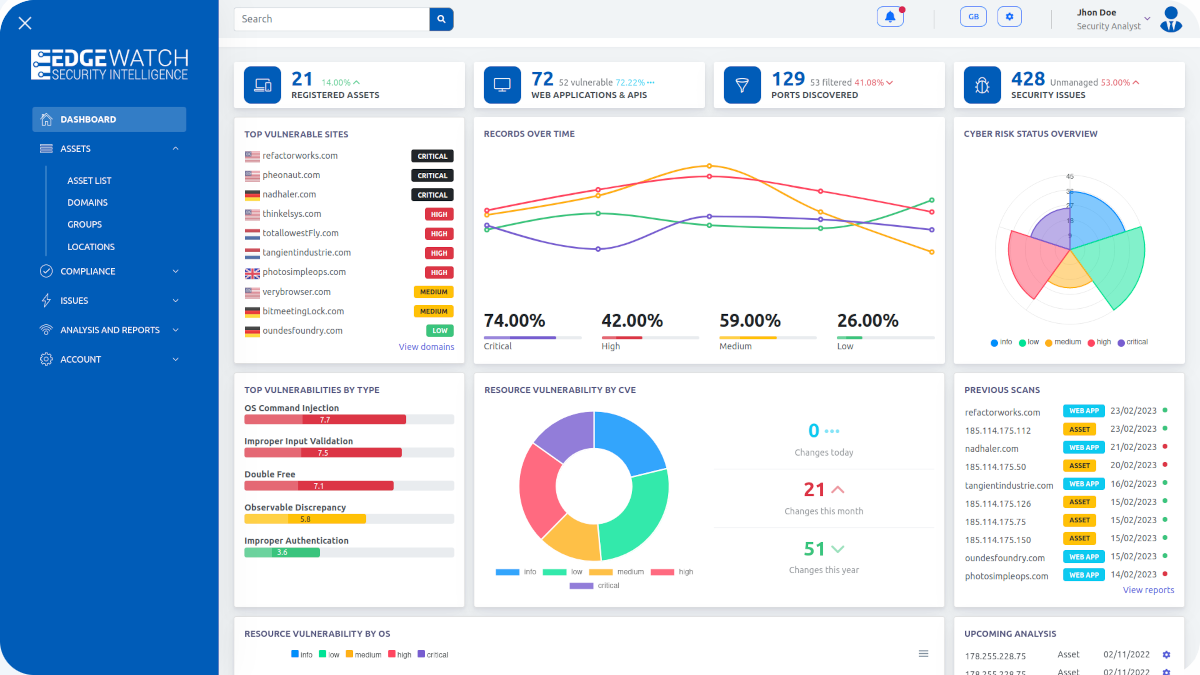 EDGEWATCH
SECURITY INTELLIGENCE
DASHBOARD
ASSETS
ASSET LIST
DOMAINS
GROUPS
LOCATIONS
COMPLIANCE
ISSUES
ANALYSIS AND REPORTS
ACCOUNT
Search
GB
Jhon Doe
Security Analyst
21 14.00%
REGISTERED ASSETS
72 52 vulnerable 72.22%
WEB APPLICATIONS & APIS
129 53 filtered 41.08%
PORTS DISCOVERED
428 Unmanaged 53.00%
SECURITY ISSUES
TOP VULNERABLE SITES
refactorworks.com CRITICAL
pheonaut.com CRITICAL
nadhaler.com CRITICAL
thinkelsys.com HIGH
totallowestFly.com HIGH
tangientindustrie.com HIGH
photosimpleops.com HIGH
verybrowser.com MEDIUM
bitmeetingLock.com MEDIUM
oundesfoundry.com LOW
View domains
RECORDS OVER TIME
74.00% 42.00% 59.00% 26.00%
Critical High Medium Low
CYBER RISK STATUS OVERVIEW
45
36
27
18
9
info low medium high critical
TOP VULNERABILITIES BY TYPE
OS Command Injection
7.7
Improper Input Validation
7.5
Double Free
7.1
Observable Discrepancy
5.8
Improper Authentication
3.6
RESOURCE VULNERABILITY BY CVE
info low medium high
critical
0
Changes today
21
Changes this month
51
Changes this year
PREVIOUS SCANS
refactorworks.com WEB APP 23/02/2023
185.114.175.112 ASSET 23/02/2023
nadhaler.com WEB APP 21/02/2023
185.114.175.50 ASSET 20/02/2023
tangientindustrie.com WEB APP 16/02/2023
185.114.175.126 ASSET 15/02/2023
185.114.175.75 ASSET 15/02/2023
185.114.175.150 ASSET 15/02/2023
oundesfoundry.com WEB APP 15/02/2023
photosimpleops.com WEB APP 14/02/2023
View reports
RESOURCE VULNERABILITY BY OS
info low medium high critical
UPCOMING ANALYSIS
178.255.228.75 Asset 02/11/2022
178.255.228.75 Asset 02/11/2022